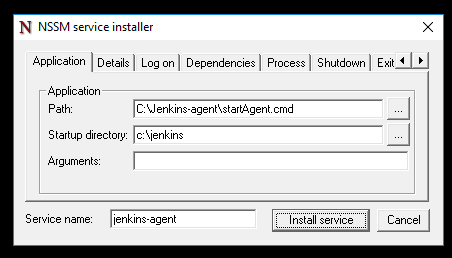 NSSM service installer
Application Details Log on Dependencies Process Shutdown Exit
Application
Path: C:\Jenkins-agent\startAgent.cmd ...
Startup directory: c:\jenkins ...
Arguments:
Service name: jenkins-agent Install service Cancel